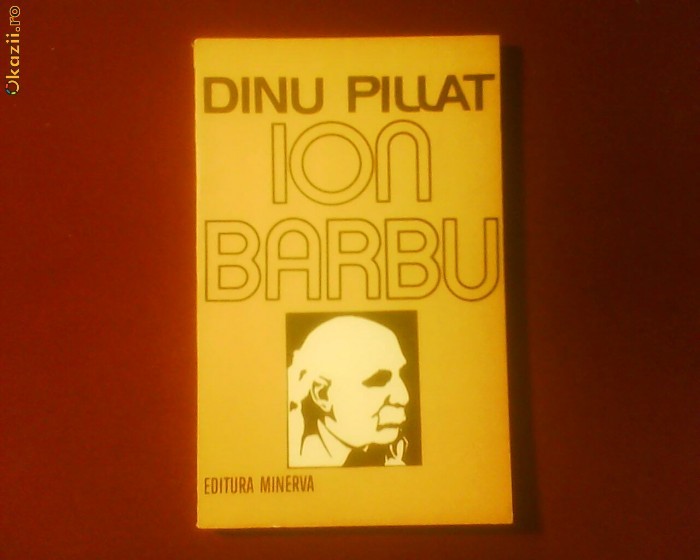 Okazii.ro
DINU PILLAT
ION
BARBU
EDITURA MINERVA